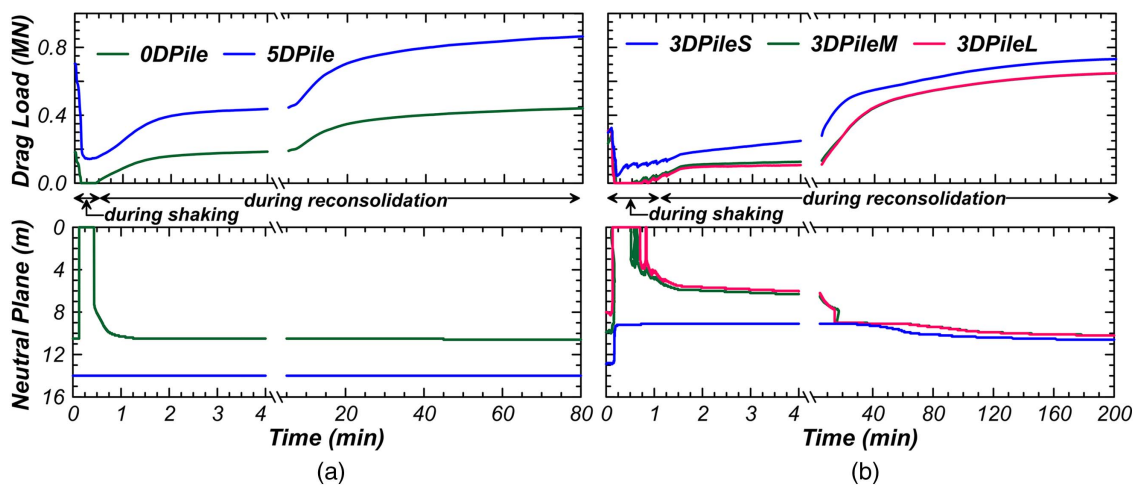 Drag Load (MN)
0.8
0.4
0.0
0DPile 5DPile
3DPileS 3DPileM 3DPileL
during reconsolidation
during shaking
during reconsolidation
during shaking
Neutral Plane (m)
0
4
8
12
16
0 1 2 3 4 20 40 60 80
Time (min)
(a)
0 1 2 3 4 40 80 120 160 200
Time (min)
(b)